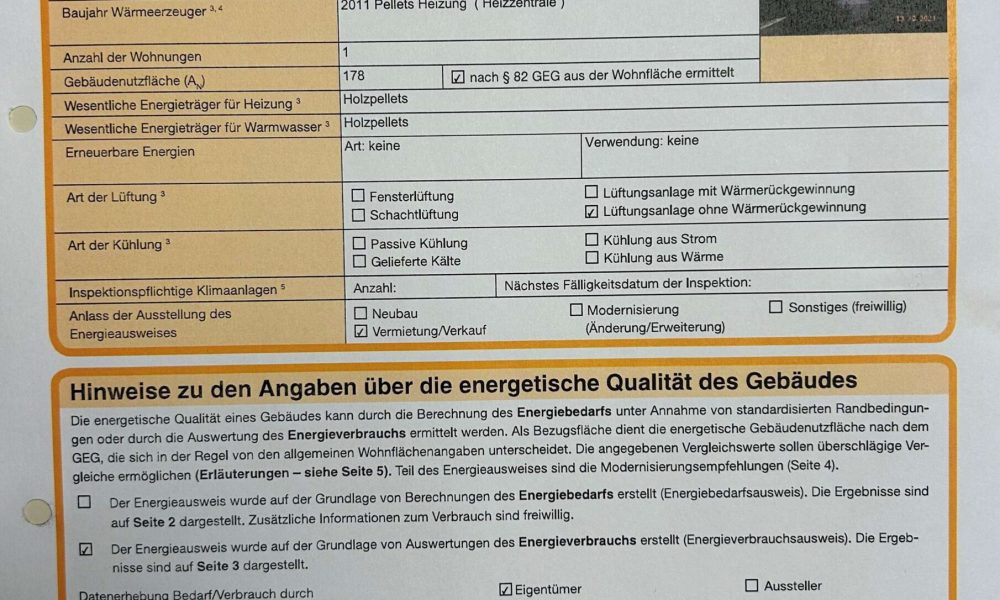 Baujahr Wärmeerzeuger 3, 4
2011 Pellets Heizung ( Heizzentrale )
13 2021
Anzahl der Wohnungen
1
Gebäudenutzfläche (AN)
178
☑ nach § 82 GEG aus der Wohnfläche ermittelt
Wesentliche Energieträger für Heizung 3
Holzpellets
Wesentliche Energieträger für Warmwasser 3
Holzpellets
Erneuerbare Energien
Art: keine
Verwendung: keine
Art der Lüftung 3
☐ Fensterlüftung
☐ Schachtlüftung
☐ Lüftungsanlage mit Wärmerückgewinnung
☑ Lüftungsanlage ohne Wärmerückgewinnung
Art der Kühlung 3
☐ Passive Kühlung
☐ Gelieferte Kälte
☐ Kühlung aus Strom
☐ Kühlung aus Wärme
Inspektionspflichtige Klimaanlagen 5
Anzahl:
Nächstes Fälligkeitsdatum der Inspektion:
Anlass der Ausstellung des
Energieausweises
☐ Neubau
☑ Vermietung/Verkauf
☐ Modernisierung
(Änderung/Erweiterung)
☐ Sonstiges (freiwillig)
Hinweise zu den Angaben über die energetische Qualität des Gebäudes
Die energetische Qualität eines Gebäudes kann durch die Berechnung des Energiebedarfs unter Annahme von standardisierten Randbedingun-
gen oder durch die Auswertung des Energieverbrauchs ermittelt werden. Als Bezugsfläche dient die energetische Gebäudenutzfläche nach dem
GEG, die sich in der Regel von den allgemeinen Wohnflächenangaben unterscheidet. Die angegebenen Vergleichswerte sollen überschlägige Ver-
gleiche ermöglichen (Erläuterungen – siehe Seite 5). Teil des Energieausweises sind die Modernisierungsempfehlungen (Seite 4).
☐ Der Energieausweis wurde auf der Grundlage von Berechnungen des Energiebedarfs erstellt (Energiebedarfsausweis). Die Ergebnisse sind
auf Seite 2 dargestellt. Zusätzliche Informationen zum Verbrauch sind freiwillig.
☑ Der Energieausweis wurde auf der Grundlage von Auswertungen des Energieverbrauchs erstellt (Energieverbrauchsausweis). Die Ergeb-
nisse sind auf Seite 3 dargestellt.
Datenerhebung Bedarf/Verbrauch durch
☑ Eigentümer
☐ Aussteller